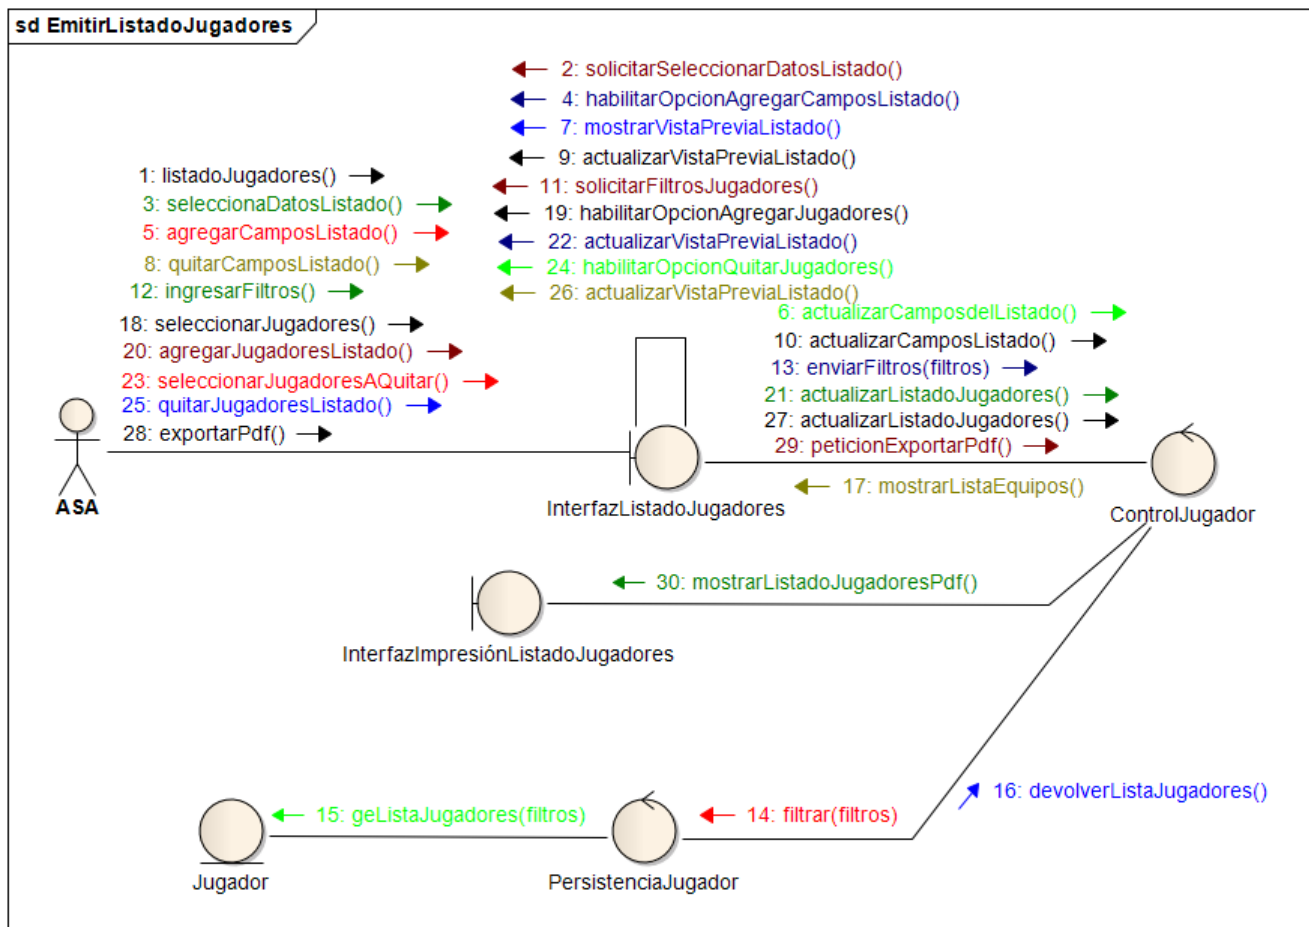 sd EmitirListadoJugadores
2: solicitarSeleccionarDatosListado()
4: habilitarOpcionAgregarCamposListado()
7: mostrarVistaPreviaListado()
9: actualizarVistaPreviaListado()
11: solicitarFiltrosJugadores()
19: habilitarOpcionAgregarJugadores()
22: actualizarVistaPreviaListado()
24: habilitarOpcionQuitarJugadores()
26: actualizarVistaPreviaListado()
1: listadoJugadores()
3: seleccionaDatosListado()
5: agregarCamposListado()
8: quitarCamposListado()
12: ingresarFiltros()
18: seleccionarJugadores()
20: agregarJugadoresListado()
23: seleccionarJugadoresAQuitar()
25: quitarJugadoresListado()
28: exportarPdf()
6: actualizarCamposdelListado()
10: actualizarCamposListado()
13: enviarFiltros(filtros)
21: actualizarListadoJugadores()
27: actualizarListadoJugadores()
29: peticionExportarPdf()
17: mostrarListaEquipos()
ASA
InterfazListadoJugadores
ControlJugador
30: mostrarListadoJugadoresPdf()
InterfazImpresiónListadoJugadores
16: devolverListaJugadores()
15: geListaJugadores(filtros)
14: filtrar(filtros)
Jugador
PersistenciaJugador